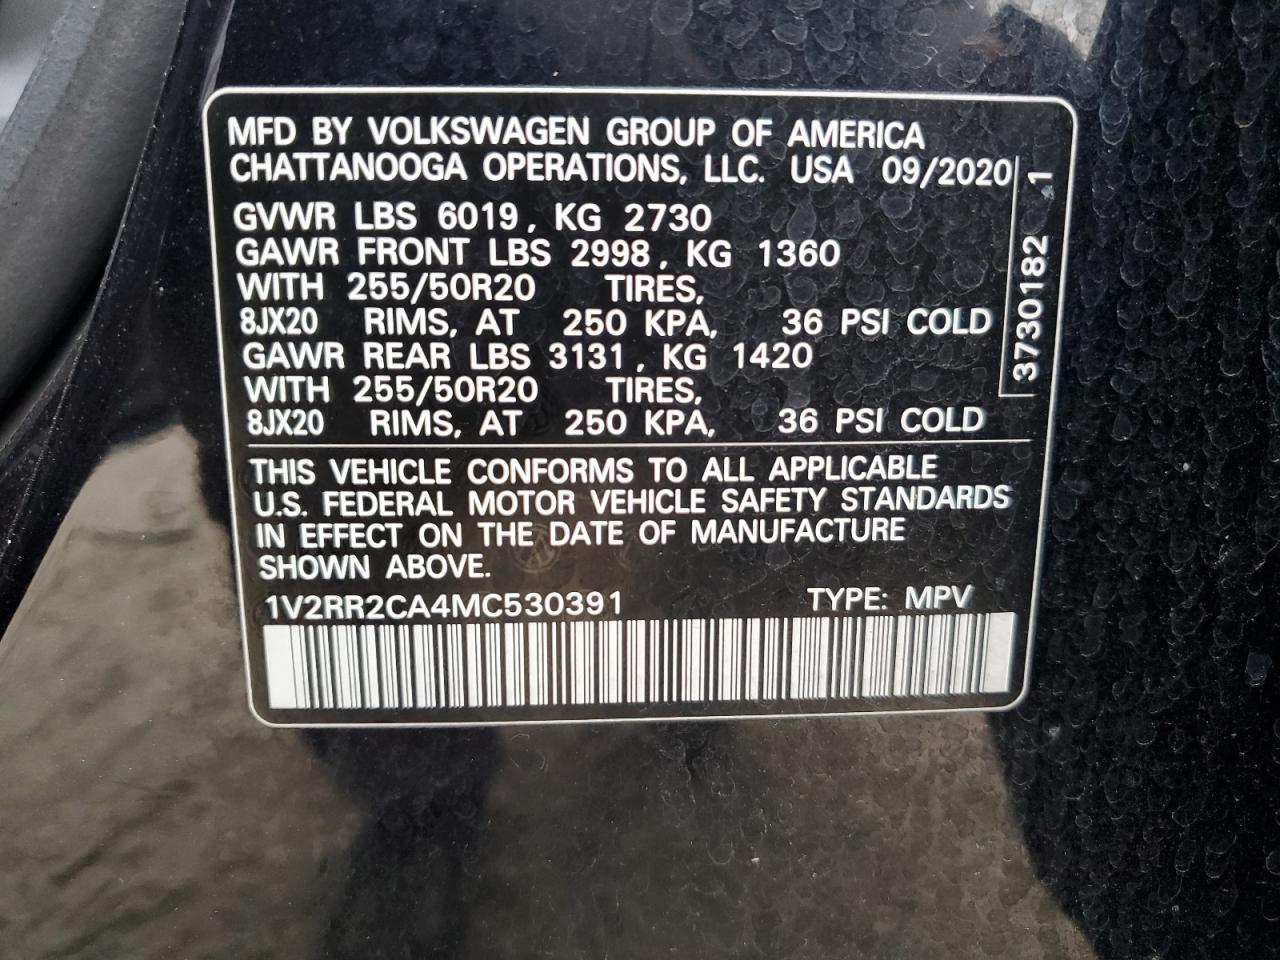 MFD BY VOLKSWAGEN GROUP OF AMERICA
CHATTANOOGA OPERATIONS, LLC. USA 09/2020
GVWR LBS 6019, KG 2730
GAWR FRONT LBS 2998, KG 1360
WITH 255/50R20 TIRES,
8JX20 RIMS, AT 250 KPA, 36 PSI COLD
GAWR REAR LBS 3131, KG 1420
WITH 255/50R20 TIRES,
8JX20 RIMS, AT 250 KPA, 36 PSI COLD
3730182 1
THIS VEHICLE CONFORMS TO ALL APPLICABLE
U.S. FEDERAL MOTOR VEHICLE SAFETY STANDARDS
IN EFFECT ON THE DATE OF MANUFACTURE
SHOWN ABOVE.
1V2RR2CA4MC530391 TYPE: MPV